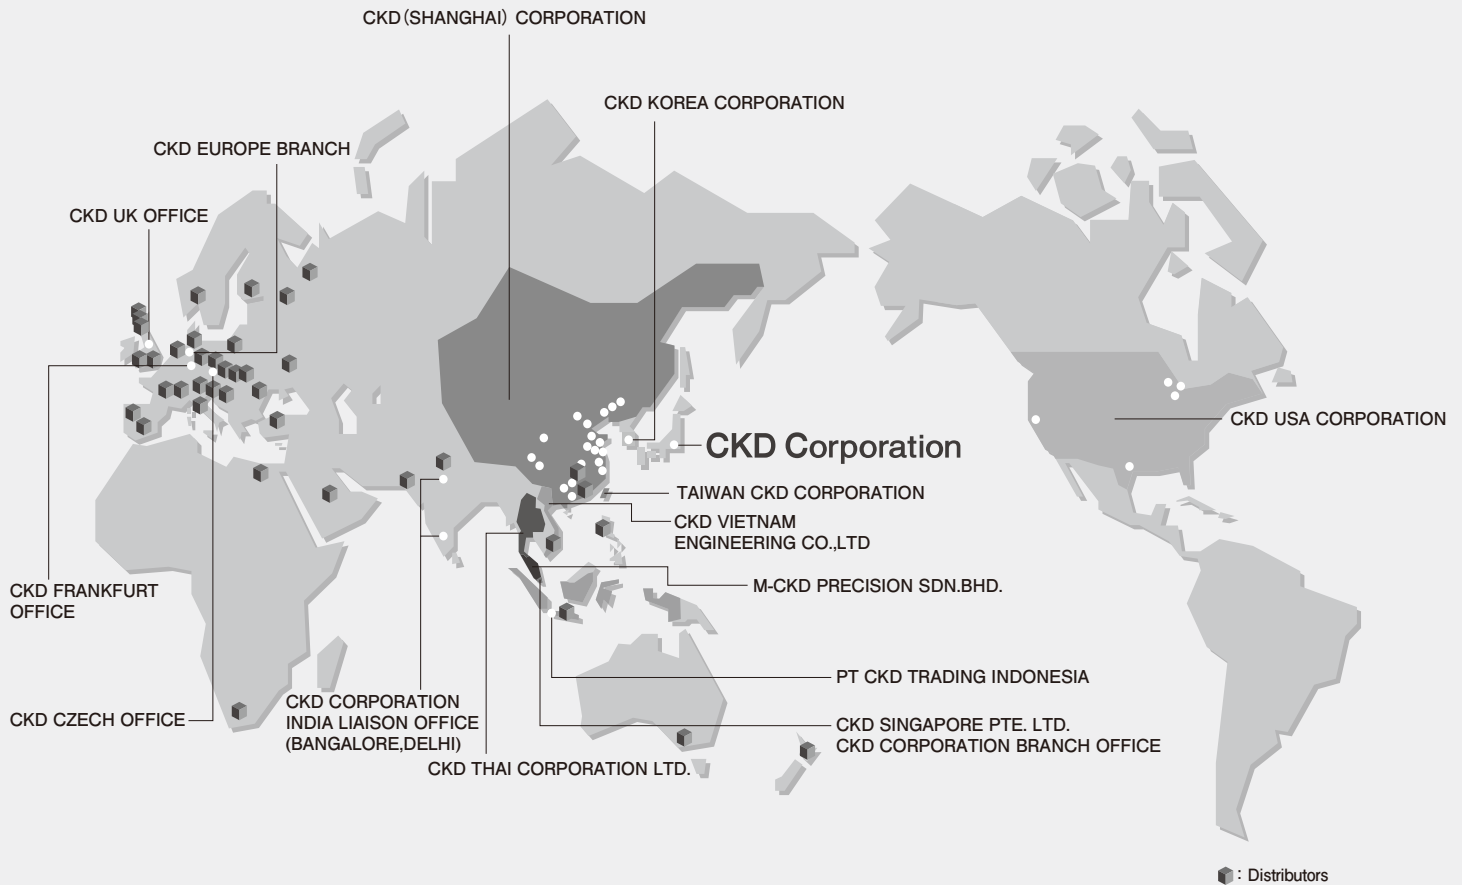 CKD(SHANGHAI) CORPORATION
CKD KOREA CORPORATION
CKD EUROPE BRANCH
CKD UK OFFICE
CKD USA CORPORATION
CKD Corporation
TAIWAN CKD CORPORATION
CKD VIETNAM
ENGINEERING CO.,LTD
M-CKD PRECISION SDN.BHD.
CKD FRANKFURT
OFFICE
PT CKD TRADING INDONESIA
CKD CZECH OFFICE
CKD CORPORATION
INDIA LIAISON OFFICE
(BANGALORE,DELHI)
CKD SINGAPORE PTE. LTD.
CKD CORPORATION BRANCH OFFICE
CKD THAI CORPORATION LTD.
: Distributors